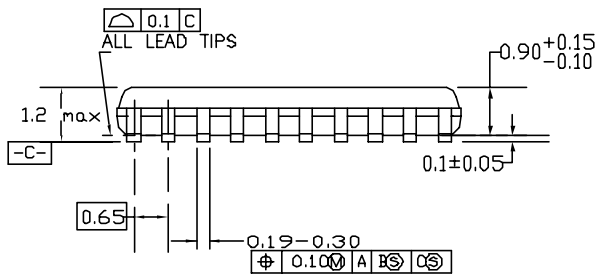 ⌓ 0.1 C
ALL LEAD TIPS
0.90 +0.15
-0.10
1.2 max
-C-
0.1±0.05
0.65
0.19-0.30
⌖ 0.10Ⓜ A BⓈ CⓈ